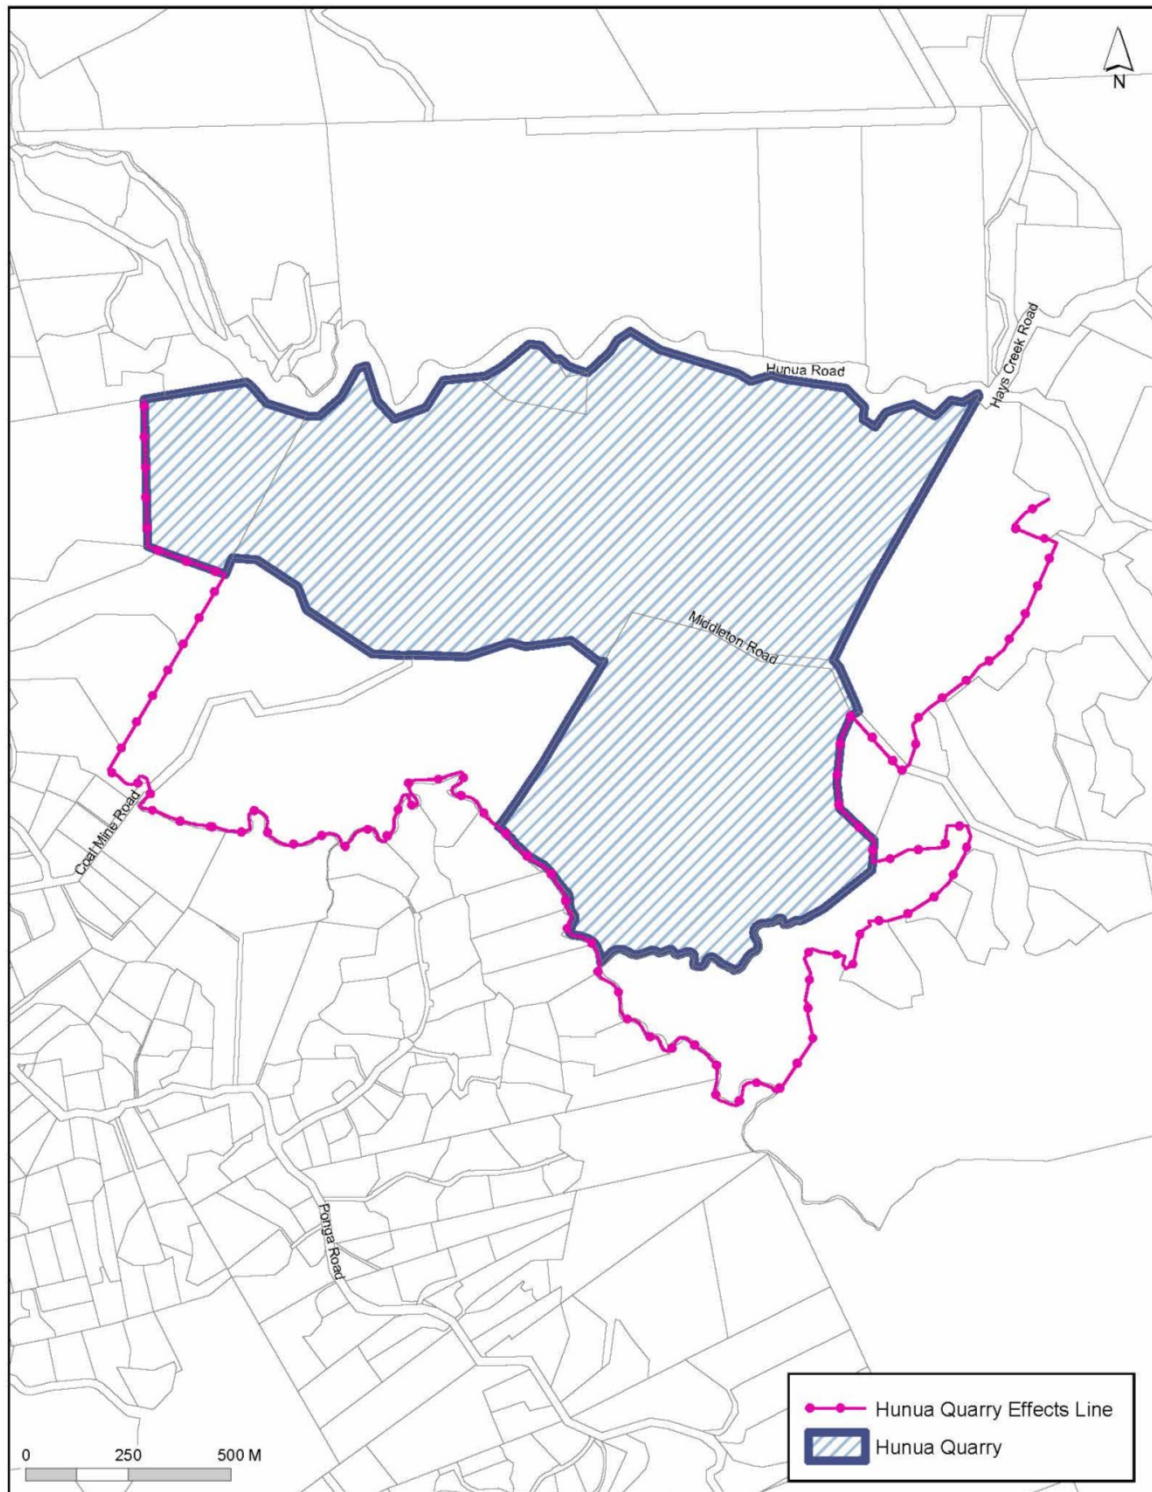 N
Hunua Road
Hays Creek Road
Middleton Road
Coal Mine Road
Ponga Road
Hunua Quarry Effects Line
Hunua Quarry
0 250 500 M